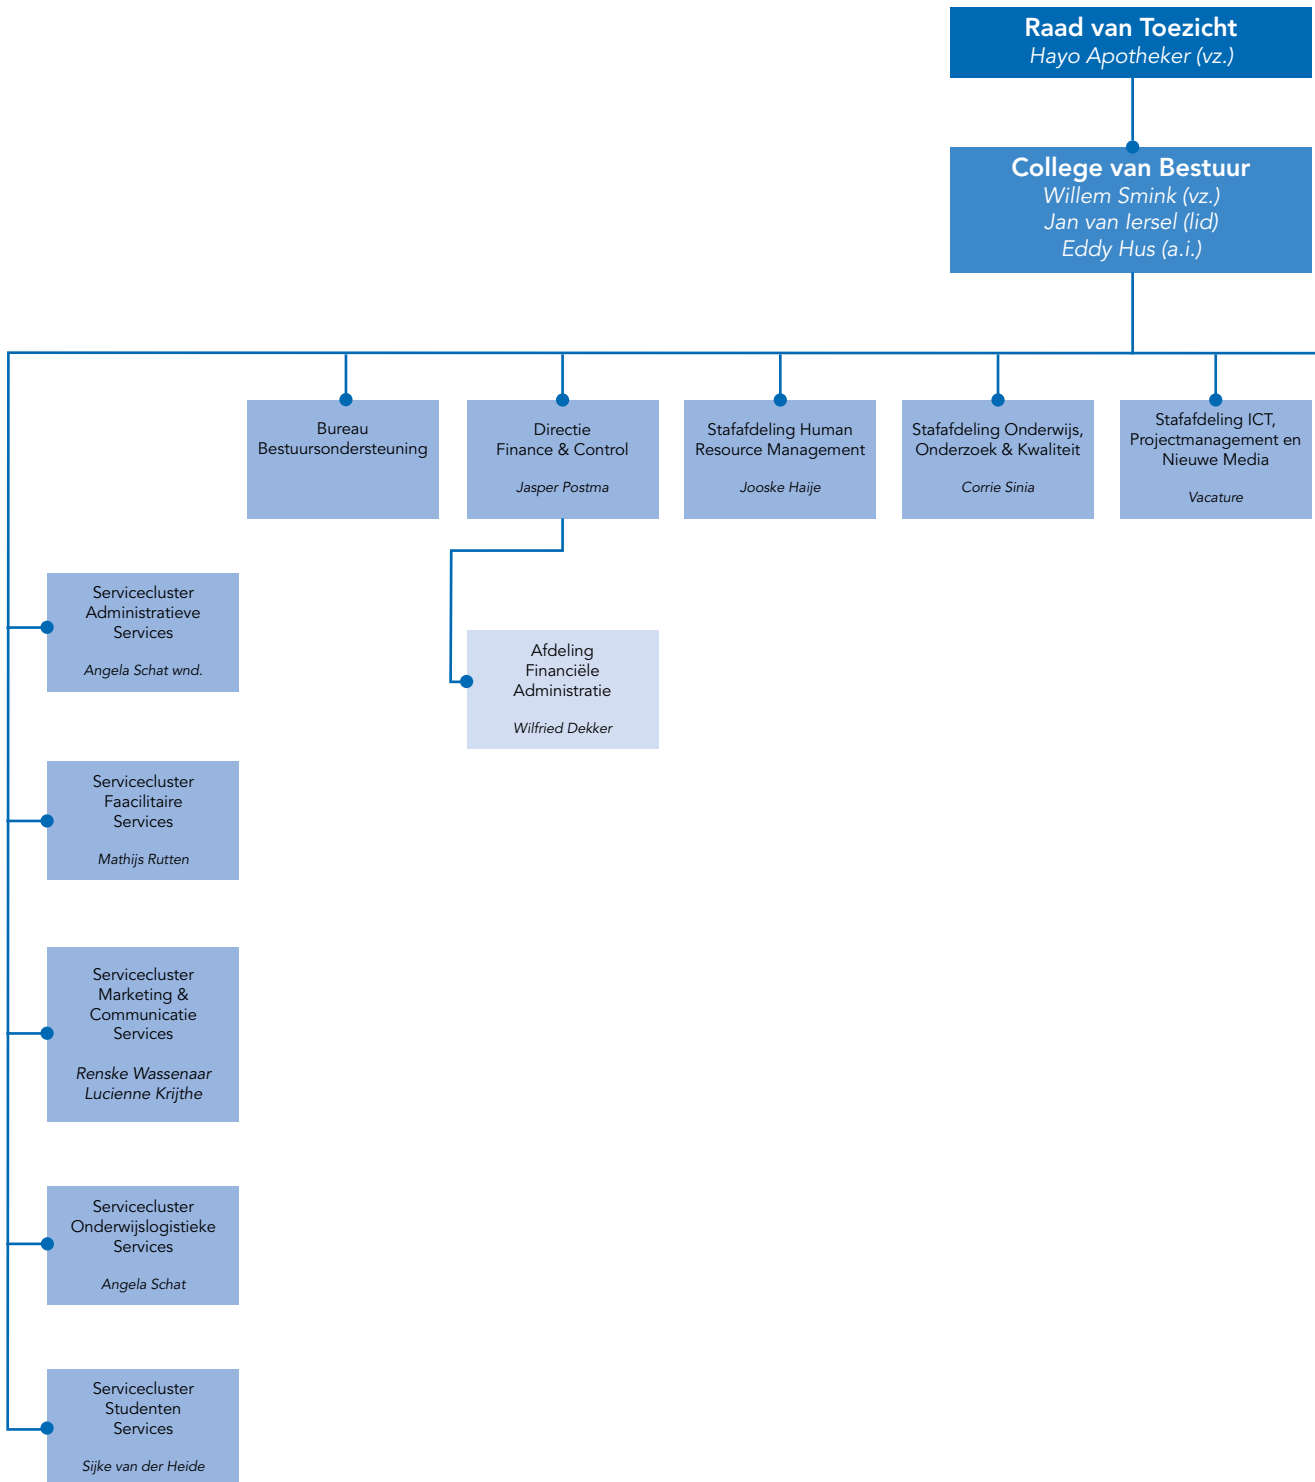 Raad van Toezicht
Hayo Apotheker (vz.)
College van Bestuur
Willem Smink (vz.)
Jan van Iersel (lid)
Eddy Hus (a.i.)
Bureau
Bestuursondersteuning
Directie
Finance & Control
Jasper Postma
Stafafdeling Human
Resource Management
Jooske Haije
Stafafdeling Onderwijs,
Onderzoek & Kwaliteit
Corrie Sinia
Stafafdeling ICT,
Projectmanagement en
Nieuwe Media
Vacature
Servicecluster
Administratieve
Services
Angela Schat wnd.
Afdeling
Financiële
Administratie
Wilfried Dekker
Servicecluster
Faacilitaire
Services
Mathijs Rutten
Servicecluster
Marketing &
Communicatie
Services
Renske Wassenaar
Lucienne Krijthe
Servicecluster
Onderwijslogistieke
Services
Angela Schat
Servicecluster
Studenten
Services
Sijke van der Heide